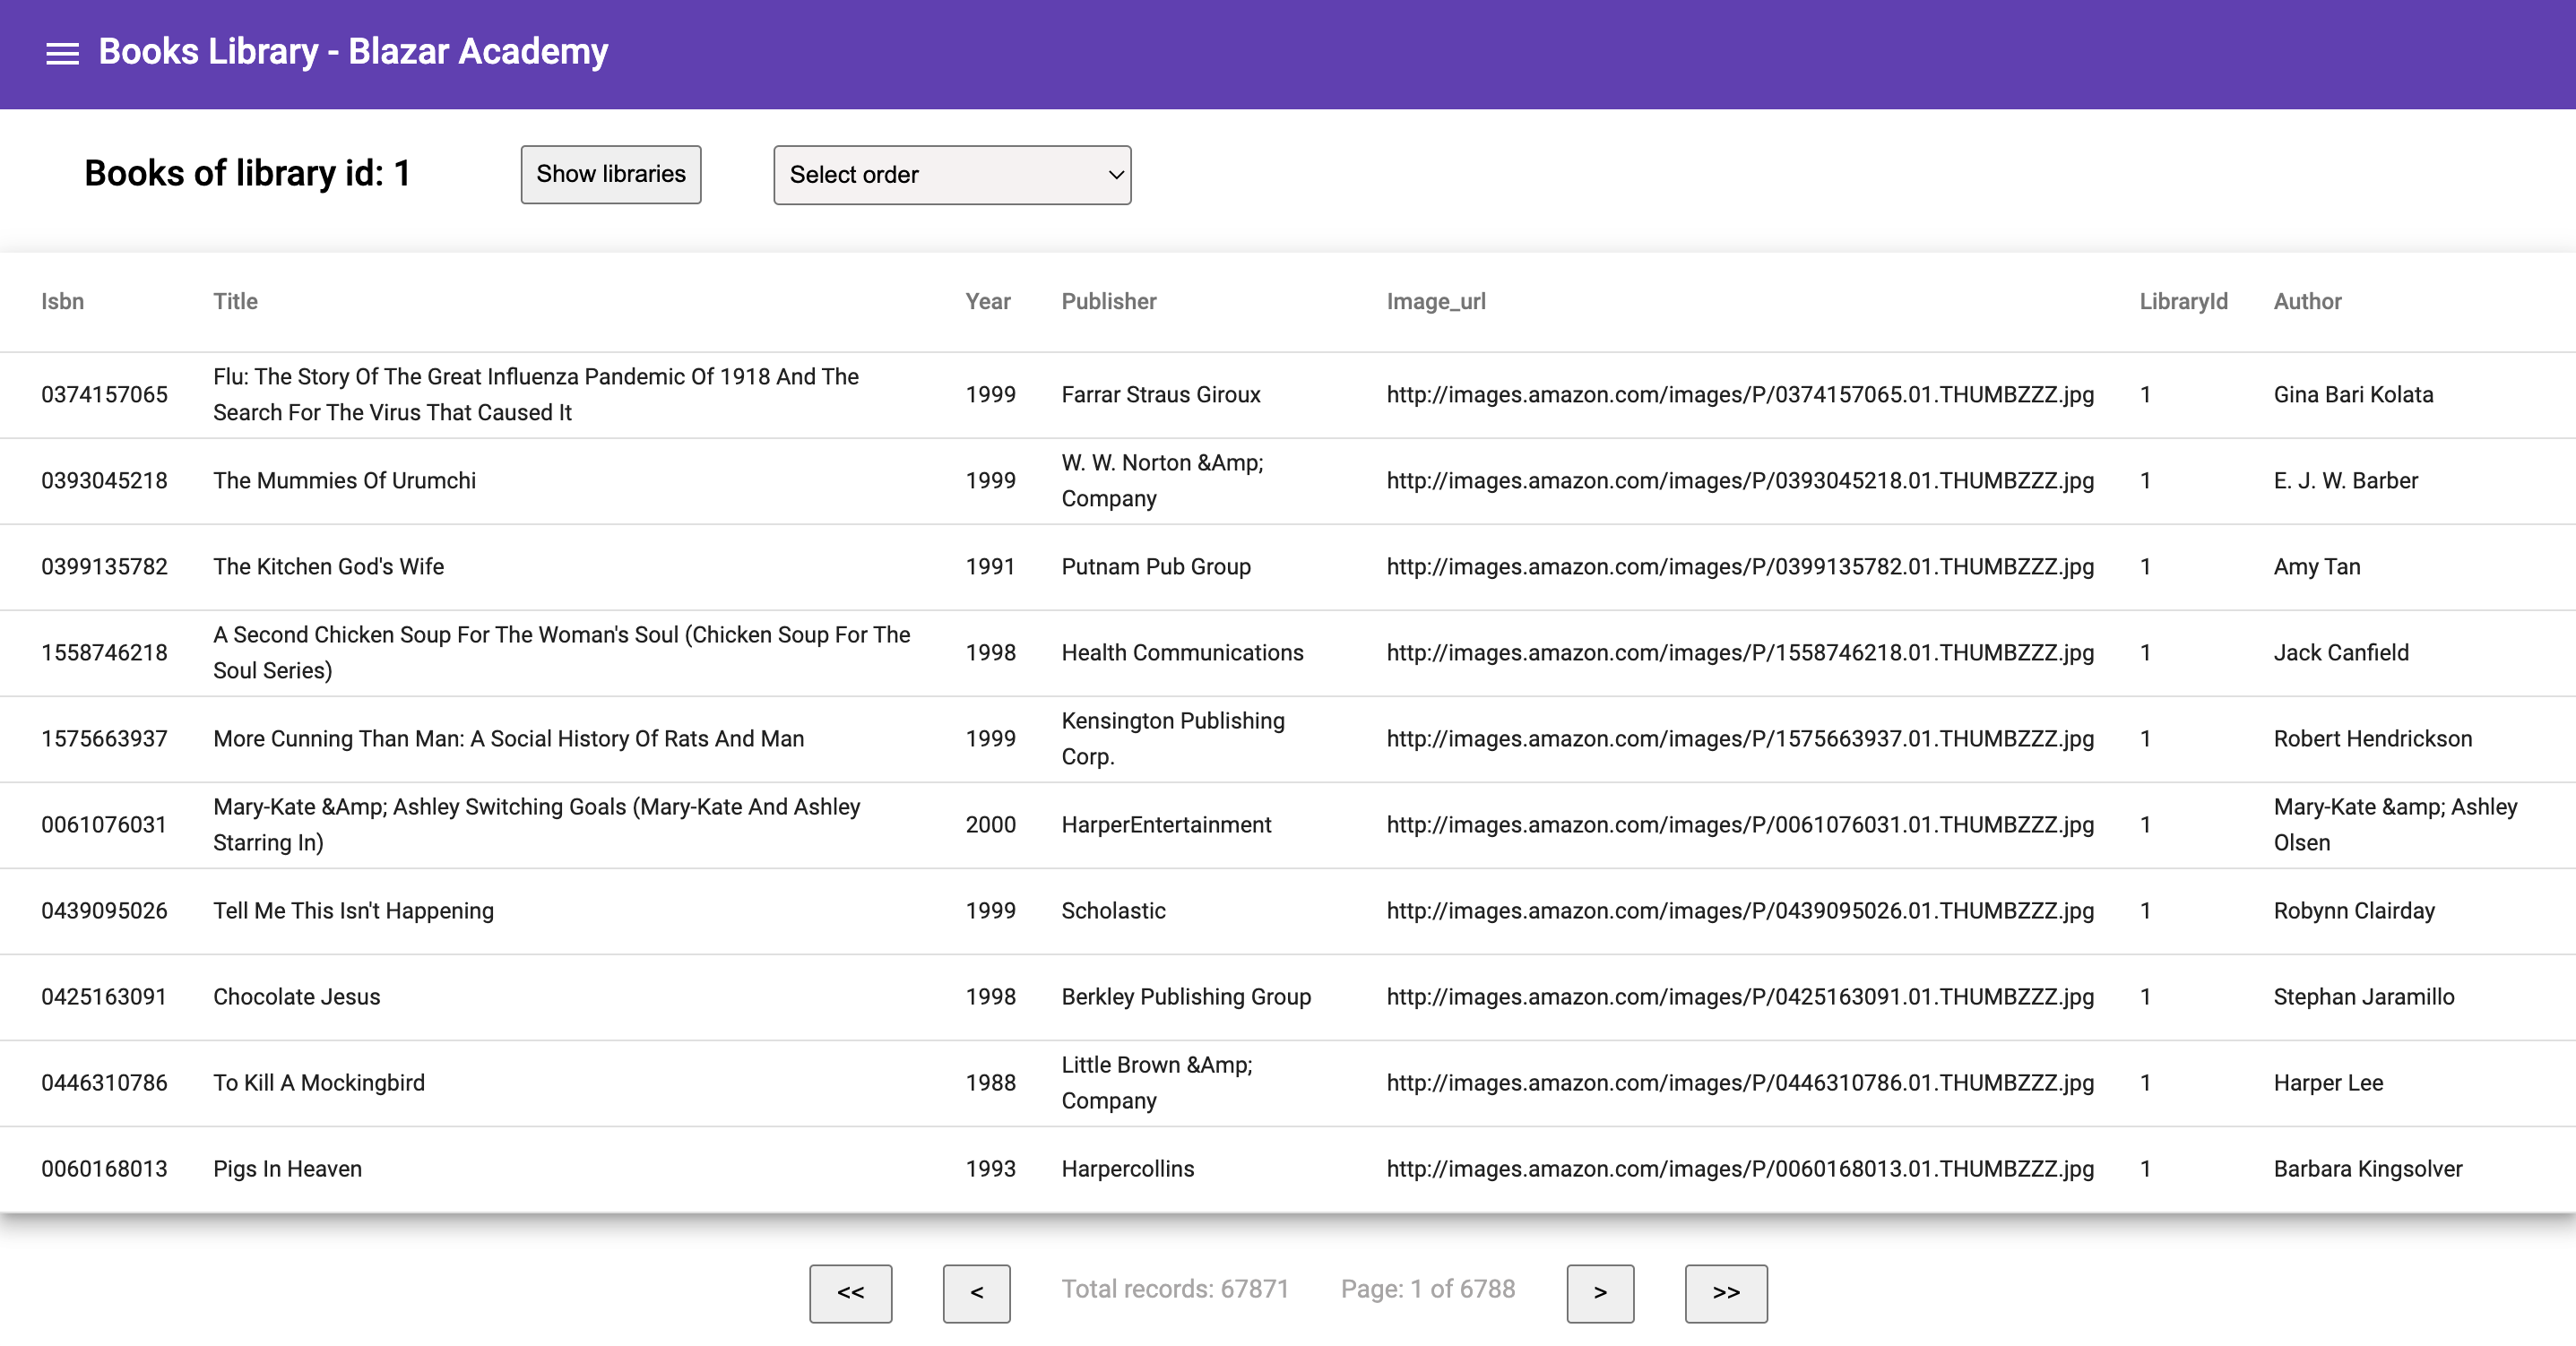 Books Library - Blazar Academy
Books of library id: 1 Show libraries Select order
Isbn Title Year Publisher Image_url LibraryId Author
0374157065 Flu: The Story Of The Great Influenza Pandemic Of 1918 And The
Search For The Virus That Caused It 1999 Farrar Straus Giroux http://images.amazon.com/images/P/0374157065.01.THUMBZZZ.jpg 1 Gina Bari Kolata
0393045218 The Mummies Of Urumchi 1999 W. W. Norton &Amp;
Company http://images.amazon.com/images/P/0393045218.01.THUMBZZZ.jpg 1 E. J. W. Barber
0399135782 The Kitchen God's Wife 1991 Putnam Pub Group http://images.amazon.com/images/P/0399135782.01.THUMBZZZ.jpg 1 Amy Tan
1558746218 A Second Chicken Soup For The Woman's Soul (Chicken Soup For The
Soul Series) 1998 Health Communications http://images.amazon.com/images/P/1558746218.01.THUMBZZZ.jpg 1 Jack Canfield
1575663937 More Cunning Than Man: A Social History Of Rats And Man 1999 Kensington Publishing
Corp. http://images.amazon.com/images/P/1575663937.01.THUMBZZZ.jpg 1 Robert Hendrickson
0061076031 Mary-Kate &Amp; Ashley Switching Goals (Mary-Kate And Ashley
Starring In) 2000 HarperEntertainment http://images.amazon.com/images/P/0061076031.01.THUMBZZZ.jpg 1 Mary-Kate &amp; Ashley
Olsen
0439095026 Tell Me This Isn't Happening 1999 Scholastic http://images.amazon.com/images/P/0439095026.01.THUMBZZZ.jpg 1 Robynn Clairday
0425163091 Chocolate Jesus 1998 Berkley Publishing Group http://images.amazon.com/images/P/0425163091.01.THUMBZZZ.jpg 1 Stephan Jaramillo
0446310786 To Kill A Mockingbird 1988 Little Brown &Amp;
Company http://images.amazon.com/images/P/0446310786.01.THUMBZZZ.jpg 1 Harper Lee
0060168013 Pigs In Heaven 1993 Harpercollins http://images.amazon.com/images/P/0060168013.01.THUMBZZZ.jpg 1 Barbara Kingsolver
<< < Total records: 67871 Page: 1 of 6788 > >>